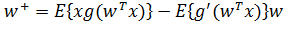 w⁺ = E{xg(wᵀx)} − E{g′(wᵀx)}w